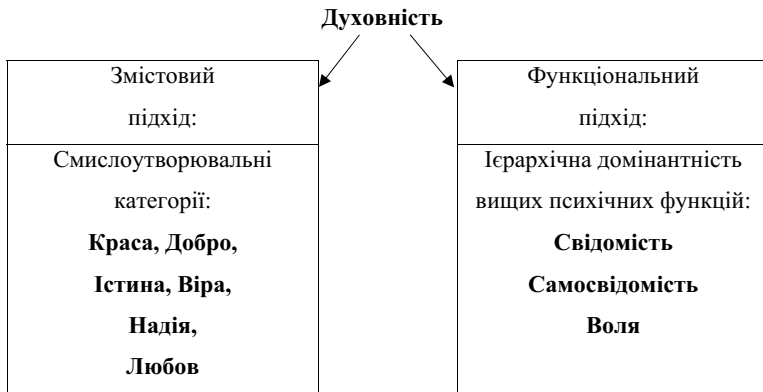 Духовність
Змістовий
підхід:
Смислоутворювальні
категорії:
Краса, Добро,
Істина, Віра,
Надія,
Любов
Функціональний
підхід:
Ієрархічна домінантність
вищих психічних функцій:
Свідомість
Самосвідомість
Воля